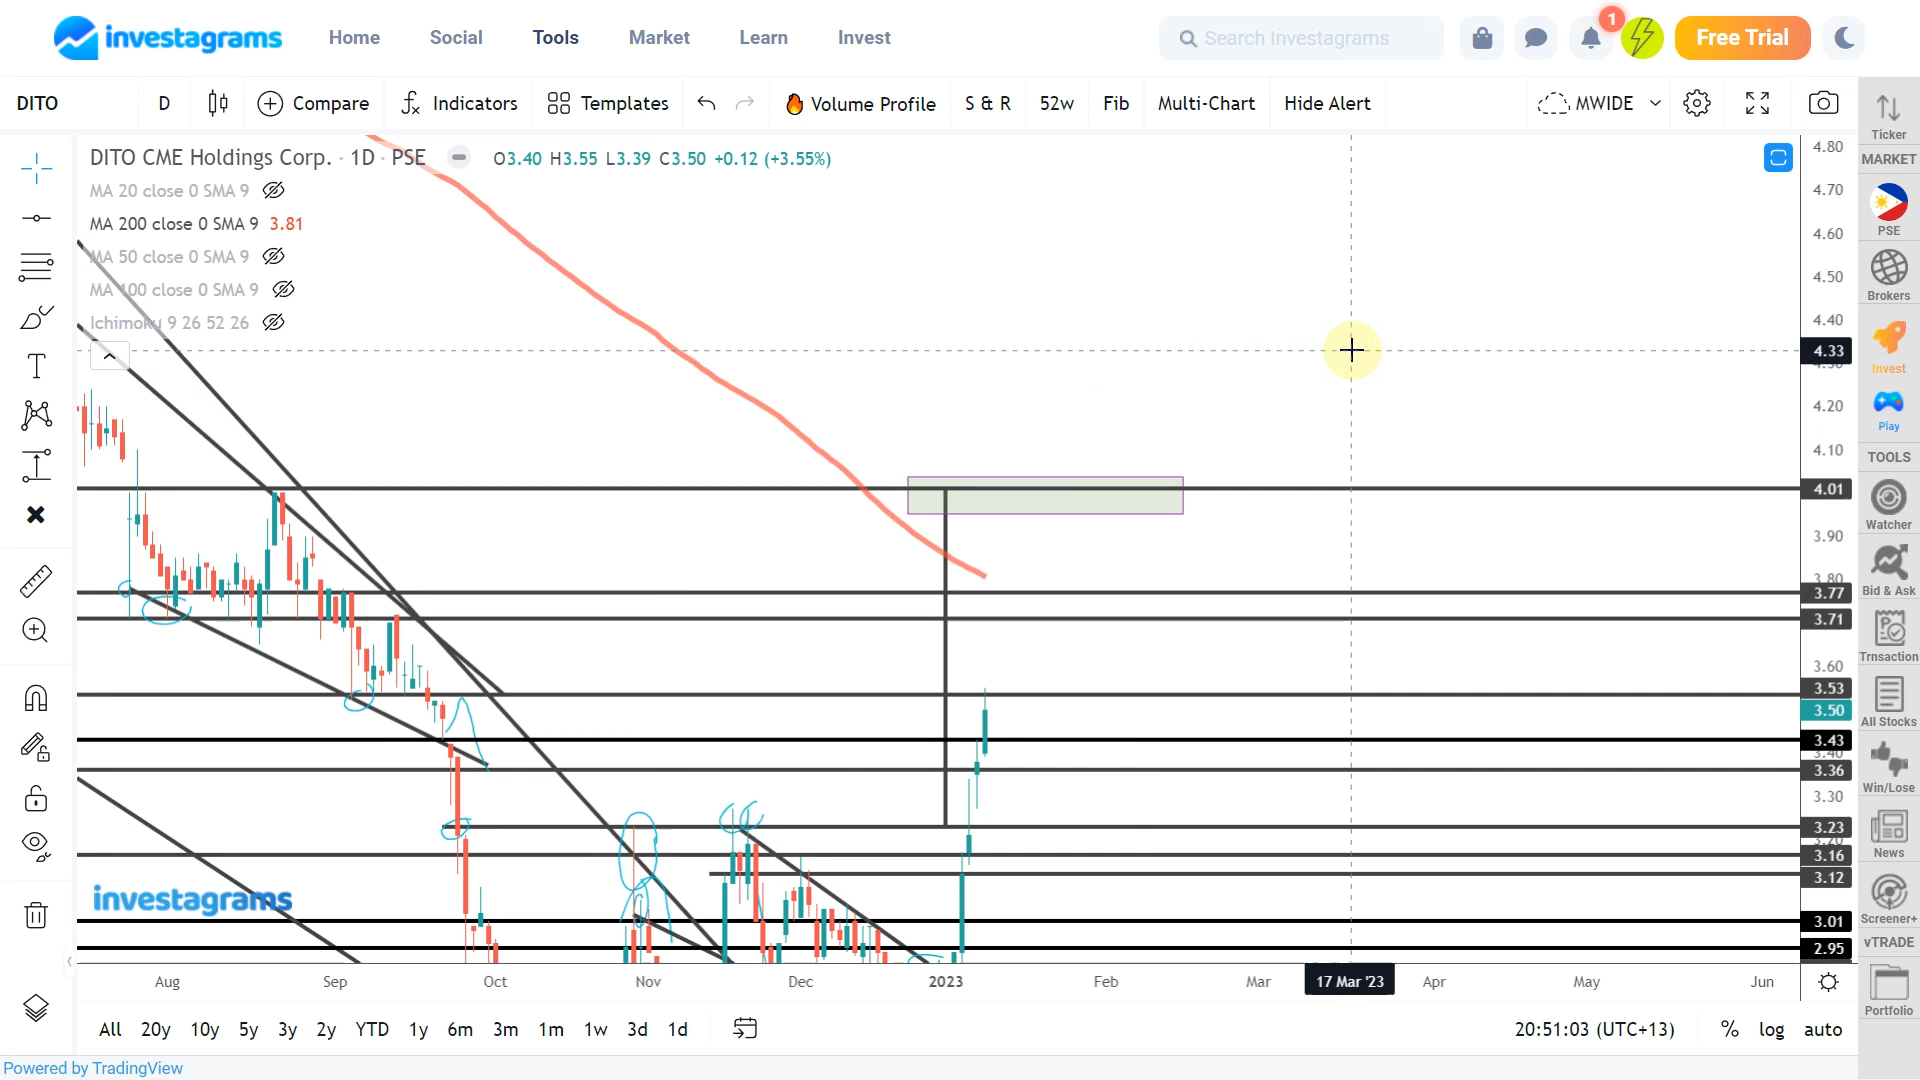 investagrams Home Social Tools Market Learn Invest Search Investagrams 1 Free Trial
DITO D Compare Indicators Templates Volume Profile S & R 52w Fib Multi-Chart Hide Alert MWIDE
DITO CME Holdings Corp. · 1D · PSE O3.40 H3.55 L3.39 C3.50 +0.12 (+3.55%)
MA 20 close 0 SMA 9
MA 200 close 0 SMA 9 3.81
MA 50 close 0 SMA 9
MA 100 close 0 SMA 9
Ichimoku 9 26 52 26
4.80
4.70
4.60
4.50
4.40
4.33
4.20
4.10
4.01
3.90
3.80
3.77
3.71
3.60
3.53
3.50
3.43
3.40
3.36
3.30
3.23
3.16
3.12
3.01
2.95
investagrams
Aug Sep Oct Nov Dec 2023 Feb Mar 17 Mar '23 Apr May Jun
All 20y 10y 5y 3y 2y YTD 1y 6m 3m 1m 1w 3d 1d 20:51:03 (UTC+13) % log auto
Powered by TradingView
Ticker
MARKET
PSE
Brokers
Invest
Play
TOOLS
Watcher
Bid & Ask
Trnsaction
All Stocks
Win/Lose
News
Screener+
vTRADE
Portfolio